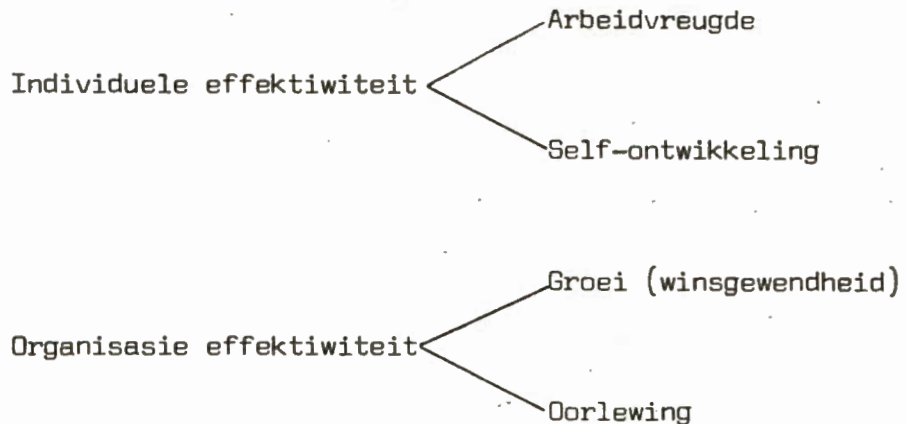 Arbeidvreugde
Individuele effektiwiteit
Self-ontwikkeling
Groei (winsgewendheid)
Organisasie effektiwiteit
Oorlewing